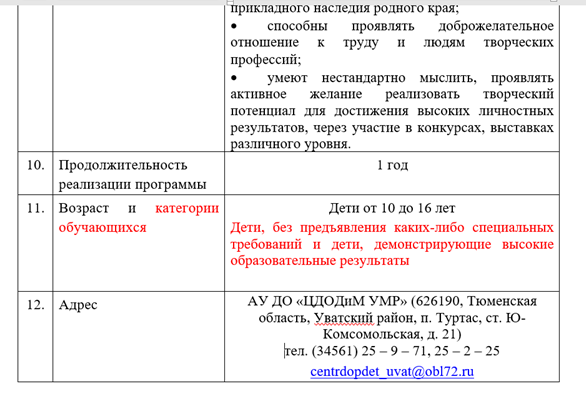 прикладного наследия родного края;
• способны проявлять доброжелательное
отношение к труду и людям творческих
профессий;
• умеют нестандартно мыслить, проявлять
активное желание реализовать творческий
потенциал для достижения высоких личностных
результатов, через участие в конкурсах, выставках
различного уровня.
10. Продолжительность
реализации программы
1 год
11. Возраст и категории
обучающихся
Дети от 10 до 16 лет
Дети, без предъявления каких-либо специальных
требований и дети, демонстрирующие высокие
образовательные результаты
12. Адрес
АУ ДО «ЦДОДиМ УМР» (626190, Тюменская
область, Уватский район, п. Туртас, ст. Ю-
Комсомольская, д. 21)
тел. (34561) 25 – 9 – 71, 25 – 2 – 25
centrdopdet_uvat@obl72.ru